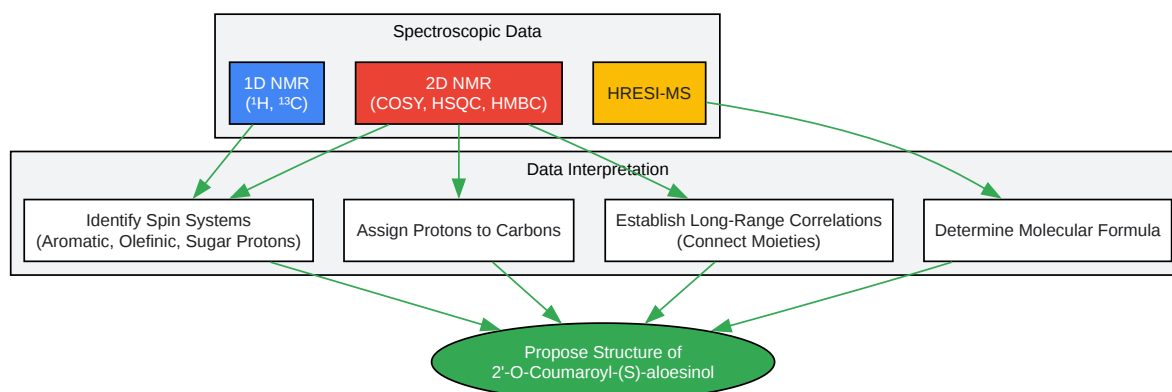 Spectroscopic Data
1D NMR
(¹H, ¹³C)
2D NMR
(COSY, HSQC, HMBC)
HRESI-MS
Data Interpretation
Identify Spin Systems
(Aromatic, Olefinic, Sugar Protons)
Assign Protons to Carbons
Establish Long-Range Correlations
(Connect Moieties)
Determine Molecular Formula
Propose Structure of
2'-O-Coumaroyl-(S)-aloesinol